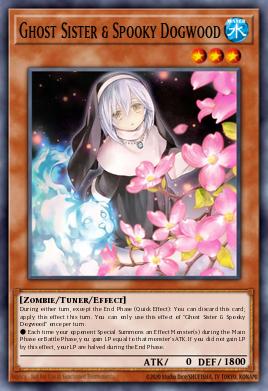 GHOST SISTER & SPOOKY DOGWOOD
WATER
水
[ZOMBIE/TUNER/EFFECT]
During either turn, except the End Phase (Quick Effect): You can discard this card;
apply this effect this turn. You can only use this effect of "Ghost Sister & Spooky
Dogwood" once per turn.
● Each time your opponent Special Summons an Effect Monster(s) during the Main
Phase or Battle Phase, you gain LP equal to that monster's ATK. If you did not gain LP
by this effect, your LP are halved during the End Phase.
ATK/ 0 DEF/1800
©2020 Studio Dice/SHUEISHA, TV TOKYO, KONAMI